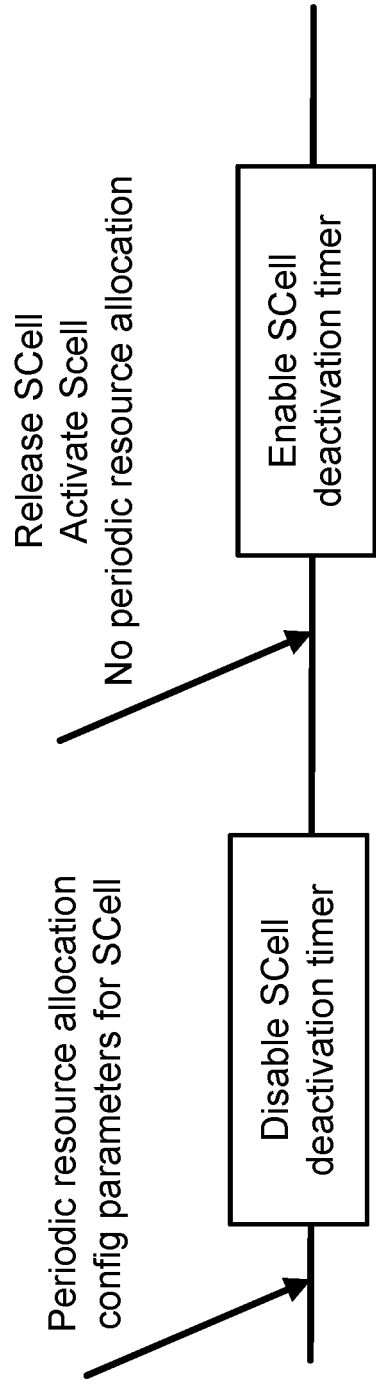 Periodic resource allocation
config parameters for SCell
Disable SCell
deactivation timer
Release SCell
Activate Scell
No periodic resource allocation
Enable SCell
deactivation timer